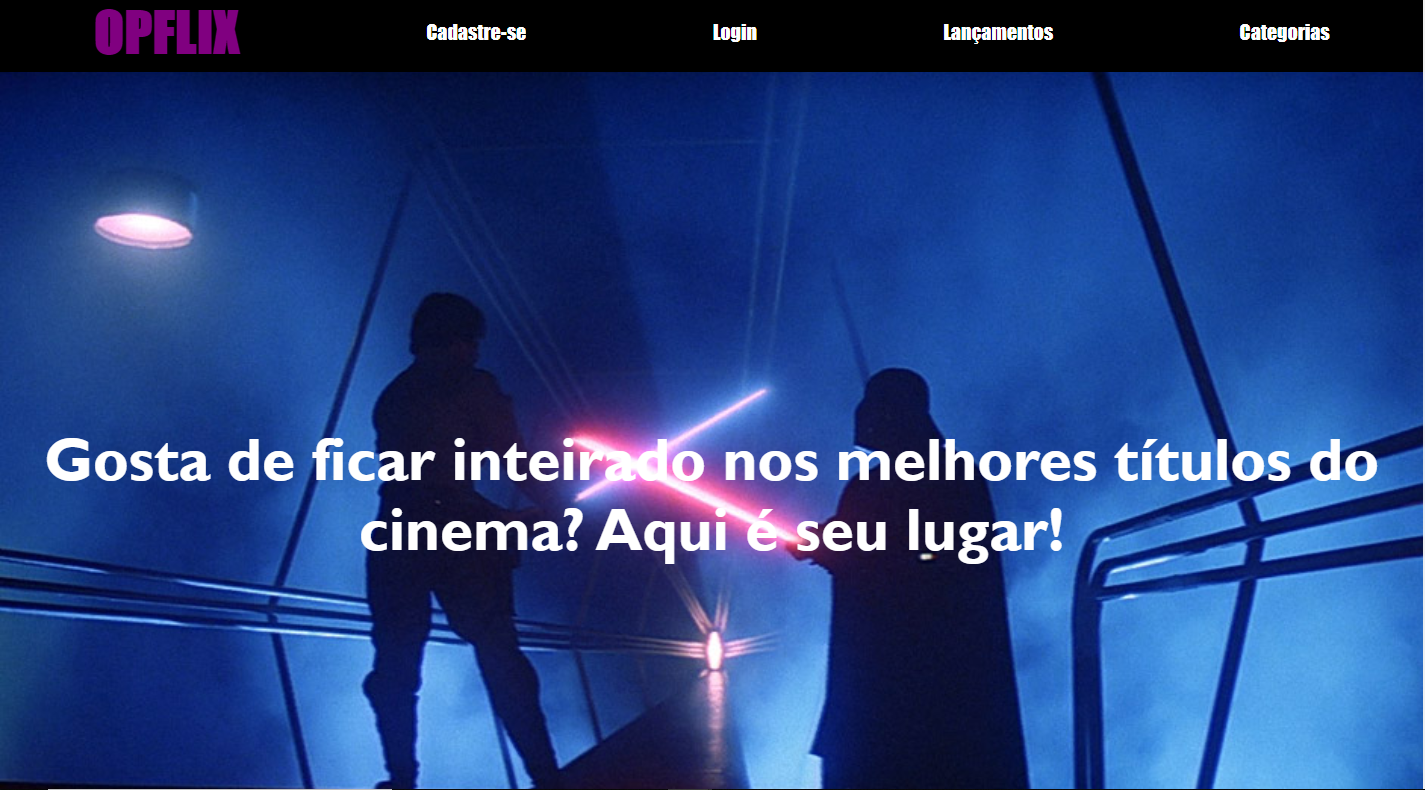 OPFLIX Cadastre-se Login Lançamentos Categorias
Gosta de ficar inteirado nos melhores títulos do
cinema? Aqui é seu lugar!